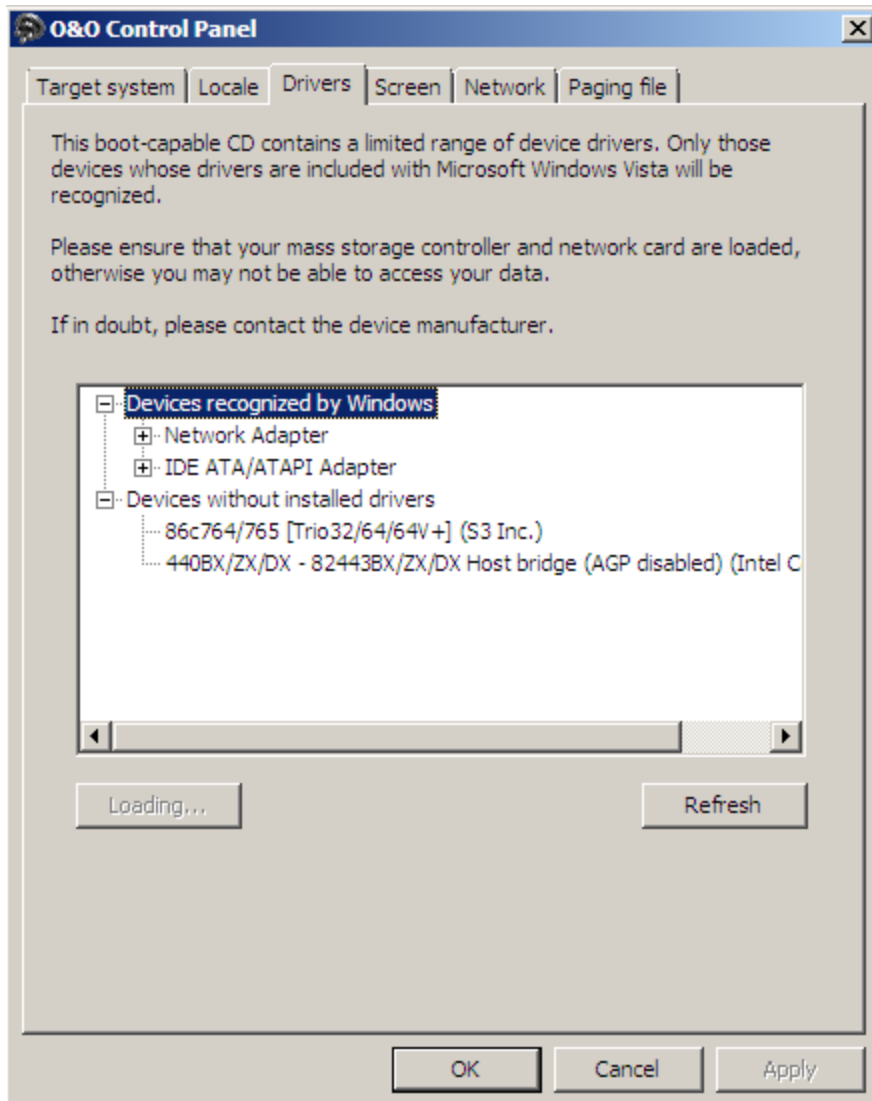 O&O Control Panel
Target system Locale Drivers Screen Network Paging file
This boot-capable CD contains a limited range of device drivers. Only those
devices whose drivers are included with Microsoft Windows Vista will be
recognized.
Please ensure that your mass storage controller and network card are loaded,
otherwise you may not be able to access your data.
If in doubt, please contact the device manufacturer.
Devices recognized by Windows
Network Adapter
IDE ATA/ATAPI Adapter
Devices without installed drivers
86c764/765 [Trio32/64/64V+] (S3 Inc.)
440BX/ZX/DX - 82443BX/ZX/DX Host bridge (AGP disabled) (Intel C
Loading... Refresh
OK Cancel Apply